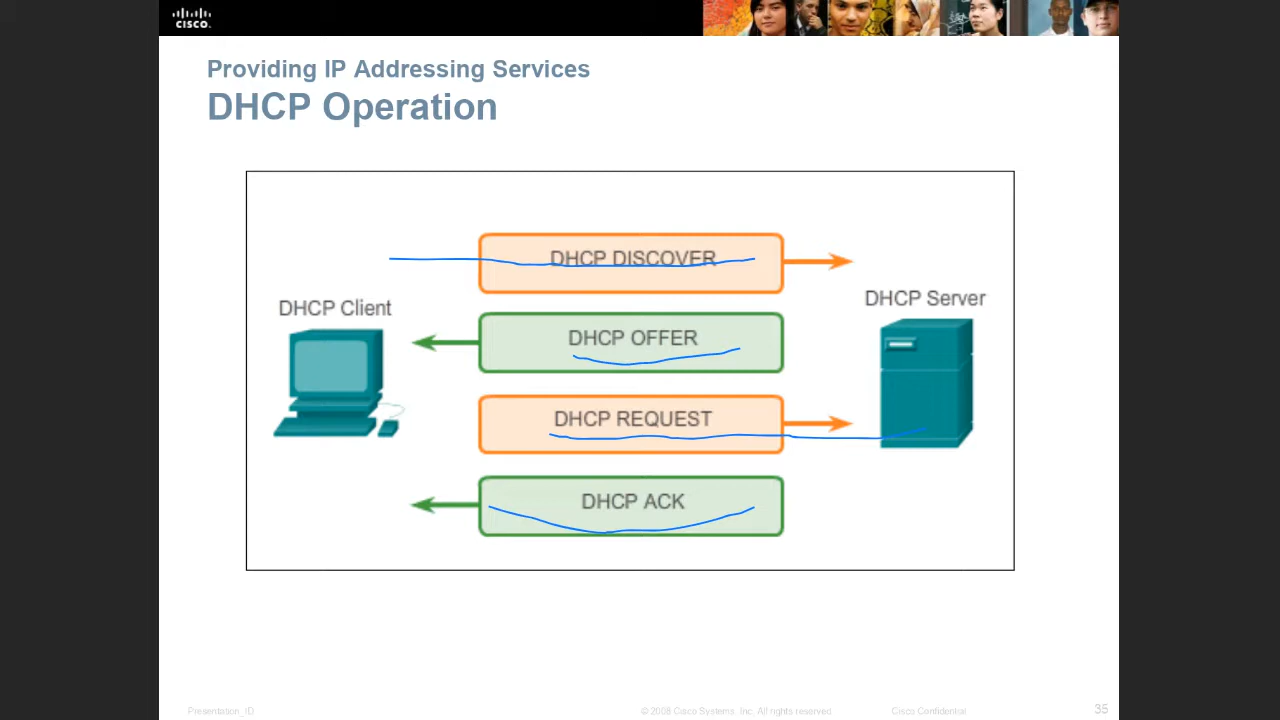 CISCO
Providing IP Addressing Services
DHCP Operation
DHCP DISCOVER
DHCP Client
DHCP Server
DHCP OFFER
DHCP REQUEST
DHCP ACK
Presentation_ID
© 2008 Cisco Systems, Inc. All rights reserved.
Cisco Confidential
35